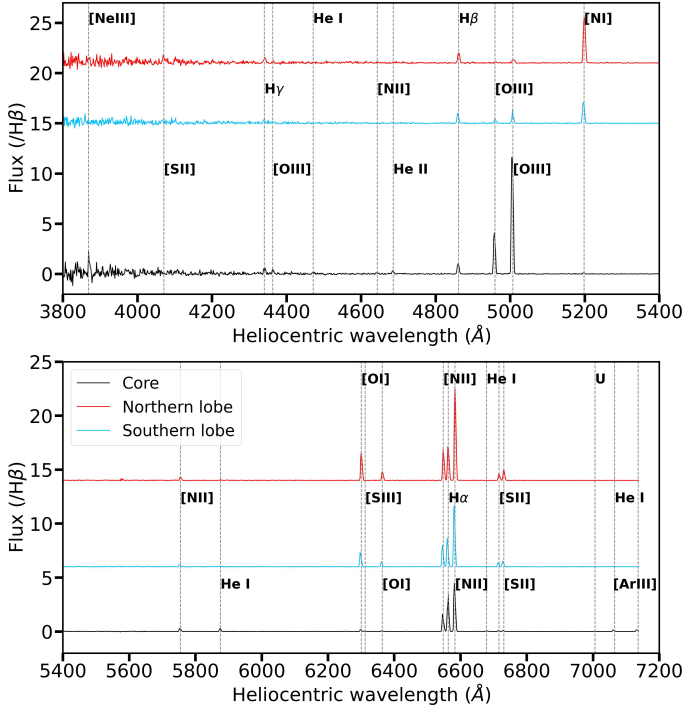 [NeIII] He I Hβ [NI]
Hγ [NII] [OIII]
[SII] [OIII] He II [OIII]
25
20
15
10
5
0
Flux (/Hβ)
3800 4000 4200 4400 4600 4800 5000 5200 5400
Heliocentric wavelength (Å)
Core
Northern lobe
Southern lobe
[OI] [NII] He I U
[NII] [SIII] Hα [SII] He I
He I [OI] [NII] [SII] [ArIII]
25
20
15
10
5
0
Flux (/Hβ)
5400 5600 5800 6000 6200 6400 6600 6800 7000 7200
Heliocentric wavelength (Å)